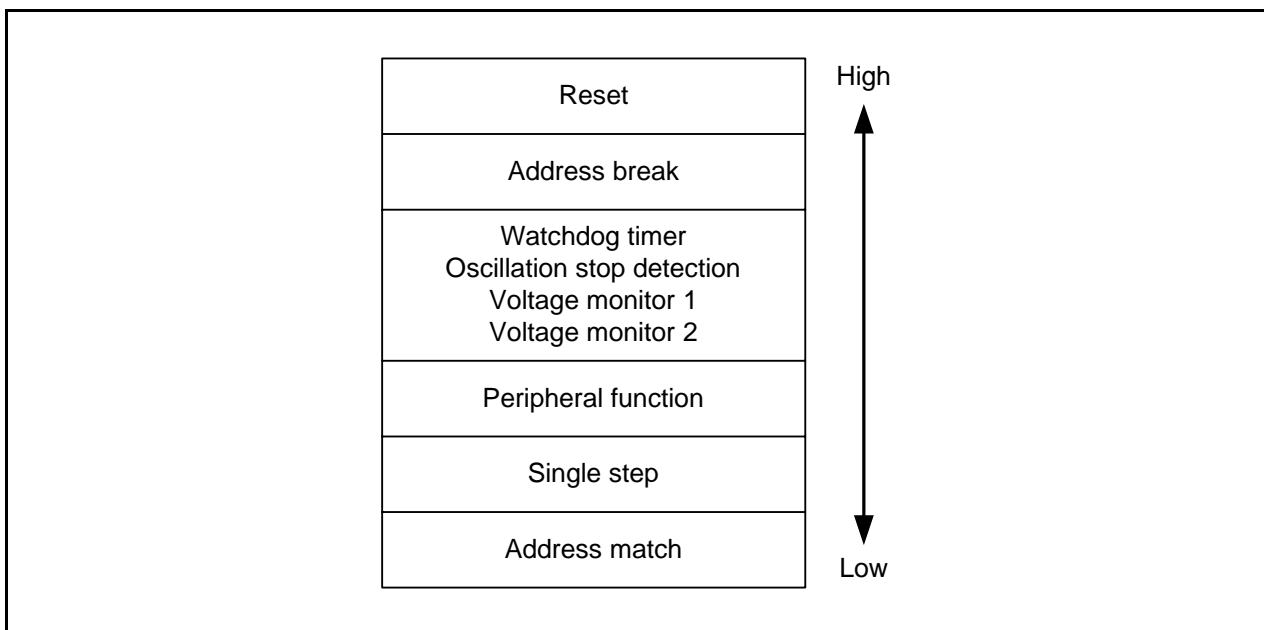 Reset
High
Address break
Watchdog timer
Oscillation stop detection
Voltage monitor 1
Voltage monitor 2
Peripheral function
Single step
Address match
Low